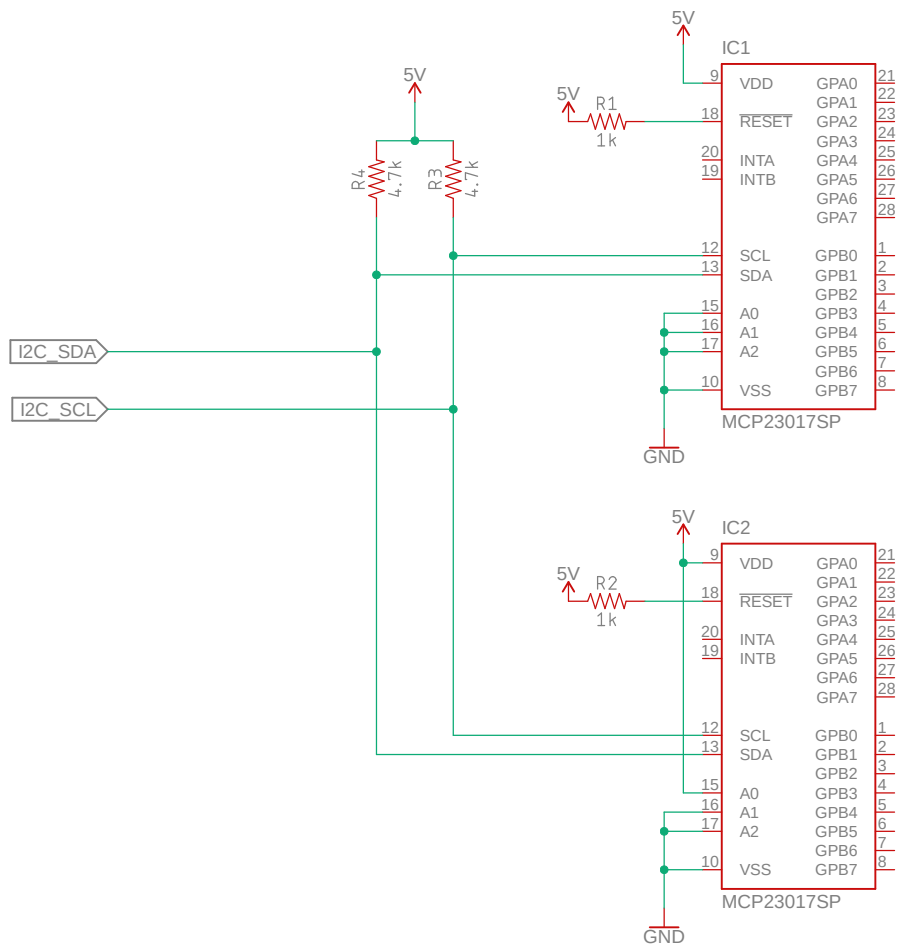 5V
IC1
5V
9 VDD GPA0 21
GPA1 22
5V R1 18 RESET GPA2 23
1k
GPA3 24
20 INTA GPA4 25
19 INTB GPA5 26
GPA6 27
GPA7 28
R4 4.7k R3 4.7k
12 SCL GPB0 1
13 SDA GPB1 2
GPB2 3
15 A0 GPB3 4
16 A1 GPB4 5
17 A2 GPB5 6
GPB6 7
10 VSS GPB7 8
I2C_SDA
I2C_SCL
MCP23017SP
GND
5V
IC2
9 VDD GPA0 21
GPA1 22
5V R2 18 RESET GPA2 23
1k
GPA3 24
20 INTA GPA4 25
19 INTB GPA5 26
GPA6 27
GPA7 28
12 SCL GPB0 1
13 SDA GPB1 2
GPB2 3
15 A0 GPB3 4
16 A1 GPB4 5
17 A2 GPB5 6
GPB6 7
10 VSS GPB7 8
MCP23017SP
GND